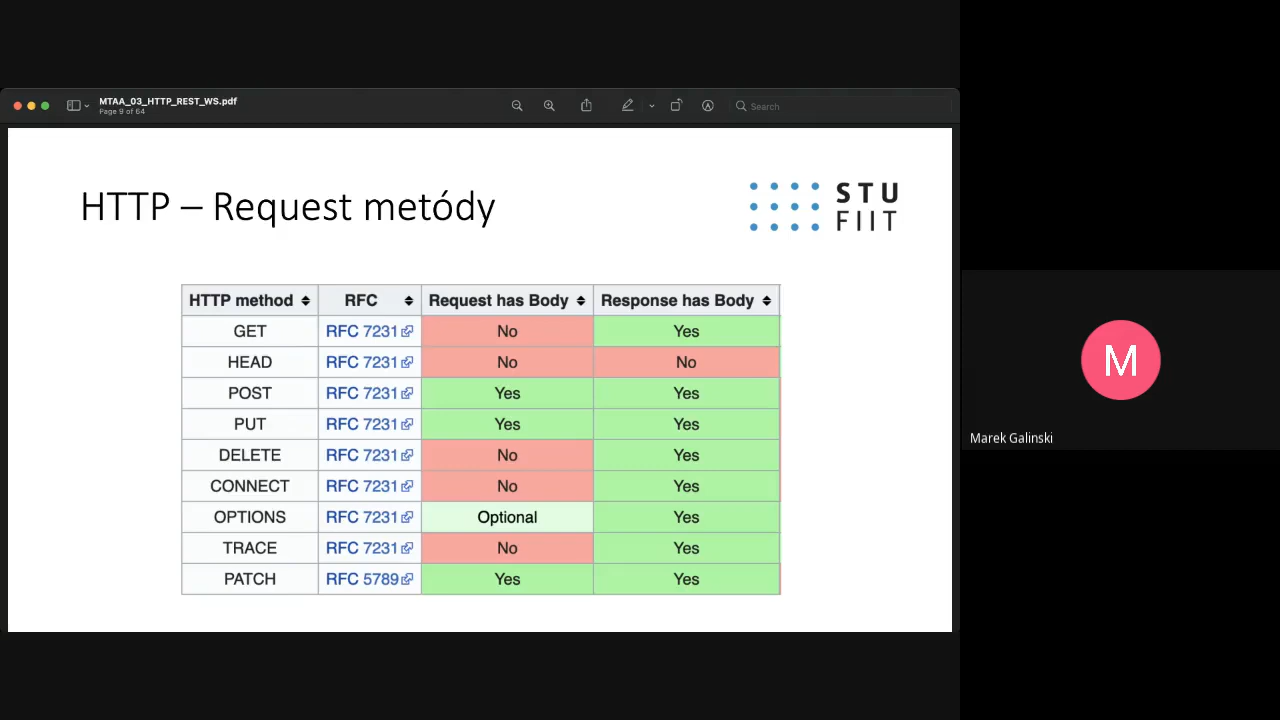 MTAA_03_HTTP_REST_WS.pdf
Page 9 of 64
Search
HTTP – Request metódy
STU
FIIT
HTTP method RFC Request has Body Response has Body
GET RFC 7231 No Yes
HEAD RFC 7231 No No
POST RFC 7231 Yes Yes
PUT RFC 7231 Yes Yes
DELETE RFC 7231 No Yes
CONNECT RFC 7231 No Yes
OPTIONS RFC 7231 Optional Yes
TRACE RFC 7231 No Yes
PATCH RFC 5789 Yes Yes
M
Marek Galinski